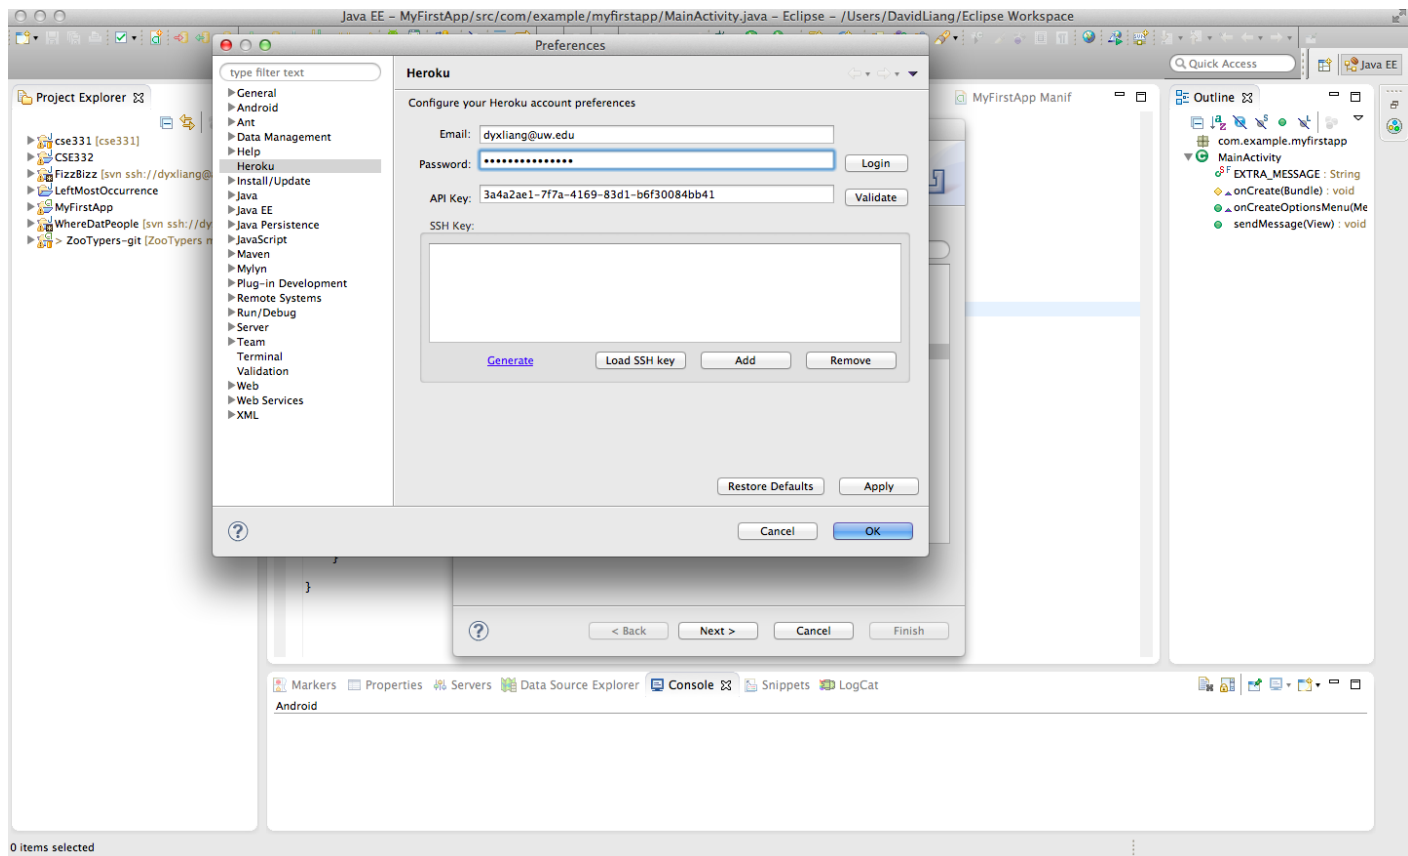 Java EE – MyFirstApp/src/com/example/myfirstapp/MainActivity.java – Eclipse – /Users/DavidLiang/Eclipse Workspace
Quick Access
Java EE
Project Explorer
cse331 [cse331]
CSE332
FizzBizz [svn ssh://dyxliang@
LeftMostOccurrence
MyFirstApp
WhereDatPeople [svn ssh://dy
> ZooTypers-git [ZooTypers m
Preferences
type filter text
General
Android
Ant
Data Management
Help
Heroku
Install/Update
Java
Java EE
Java Persistence
JavaScript
Maven
Mylyn
Plug-in Development
Remote Systems
Run/Debug
Server
Team
Terminal
Validation
Web
Web Services
XML
Heroku
Configure your Heroku account preferences
Email: dyxliang@uw.edu
Password: ••••••••••••••• Login
API Key: 3a4a2ae1-7f7a-4169-83d1-b6f30084bb41 Validate
SSH Key:
Generate Load SSH key Add Remove
Restore Defaults Apply
Cancel OK
}
}
< Back Next > Cancel Finish
MyFirstApp Manif
Outline
com.example.myfirstapp
MainActivity
EXTRA_MESSAGE : String
onCreate(Bundle) : void
onCreateOptionsMenu(Me
sendMessage(View) : void
Markers Properties Servers Data Source Explorer Console Snippets LogCat
Android
0 items selected